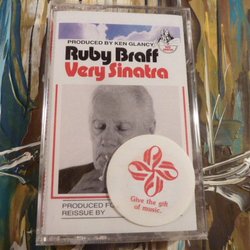 PRODUCED BY KEN GLANCY
Ruby Braff
Very Sinatra
PRODUCED FO
REISSUE BY
Give the gift
of music.